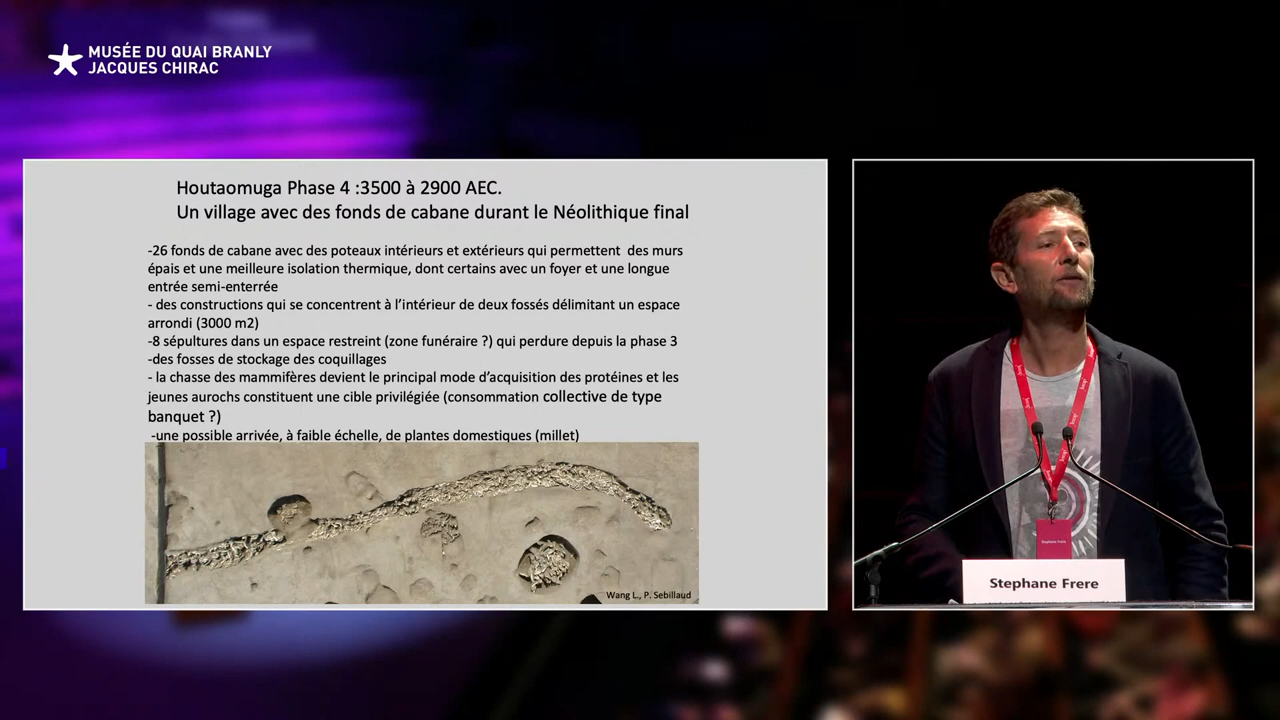 MUSÉE DU QUAI BRANLY
JACQUES CHIRAC
Houtaomuga Phase 4 :3500 à 2900 AEC.
Un village avec des fonds de cabane durant le Néolithique final
-26 fonds de cabane avec des poteaux intérieurs et extérieurs qui permettent des murs
épais et une meilleure isolation thermique, dont certains avec un foyer et une longue
entrée semi-enterrée
- des constructions qui se concentrent à l'intérieur de deux fossés délimitant un espace
arrondi (3000 m2)
-8 sépultures dans un espace restreint (zone funéraire ?) qui perdure depuis la phase 3
-des fosses de stockage des coquillages
- la chasse des mammifères devient le principal mode d'acquisition des protéines et les
jeunes aurochs constituent une cible privilégiée (consommation collective de type
banquet ?)
-une possible arrivée, à faible échelle, de plantes domestiques (millet)
Wang L., P. Sebillaud
Stephane Frere
Stephane Frere